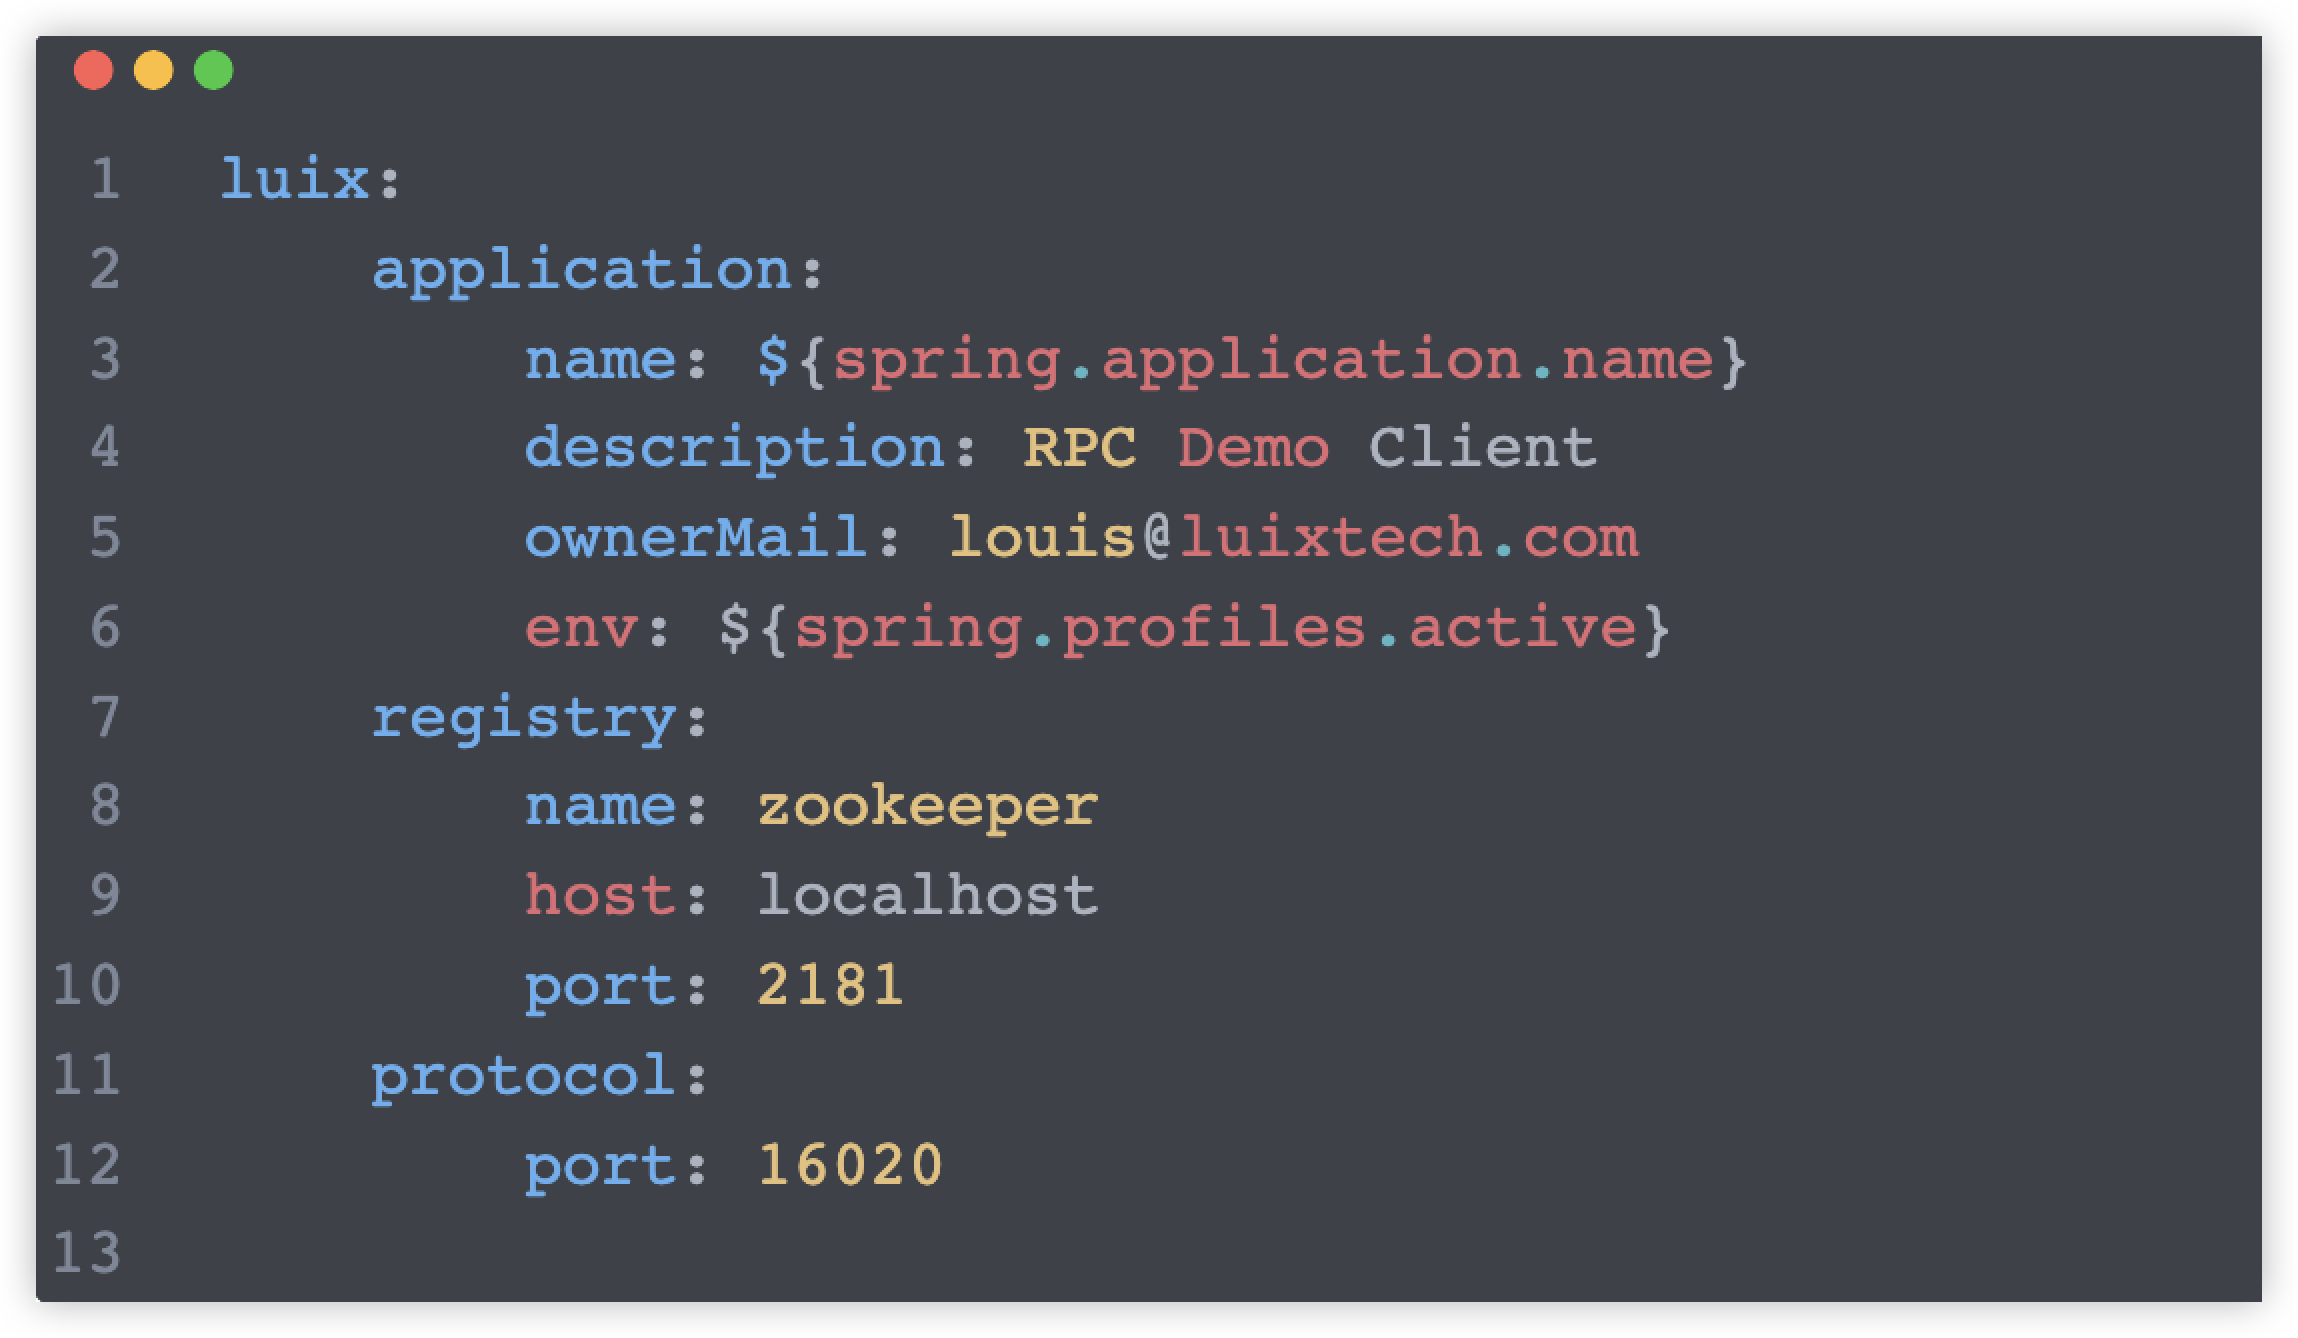 1 luix:
2     application:
3         name: ${spring.application.name}
4         description: RPC Demo Client
5         ownerMail: louis@luixtech.com
6         env: ${spring.profiles.active}
7     registry:
8         name: zookeeper
9         host: localhost
10         port: 2181
11     protocol:
12         port: 16020
13